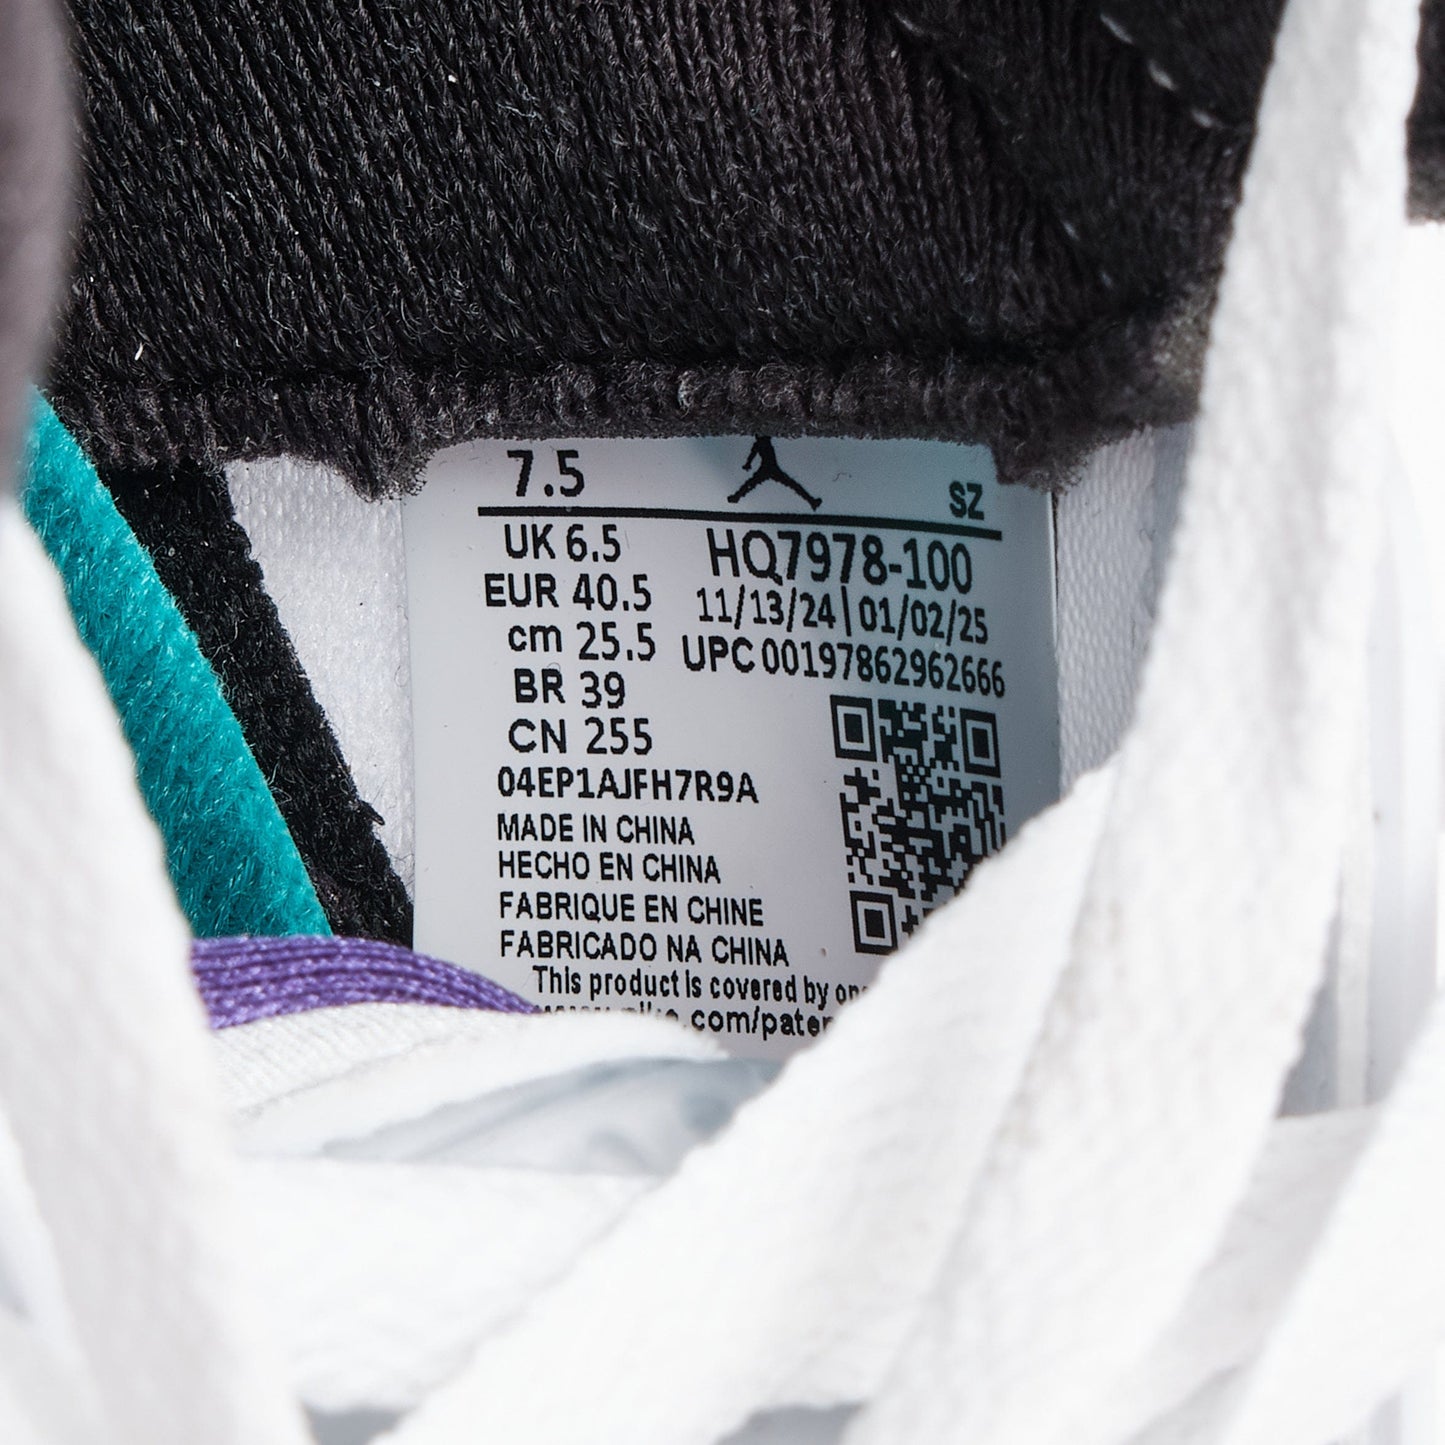 7.5 SZ
UK 6.5 HQ7978-100
EUR 40.5 11/13/24 | 01/02/25
cm 25.5 UPC 00197862962666
BR 39
CN 255
04EP1AJFH7R9A
MADE IN CHINA
HECHO EN CHINA
FABRIQUE EN CHINE
FABRICADO NA CHINA
This product is covered by
.com/paten